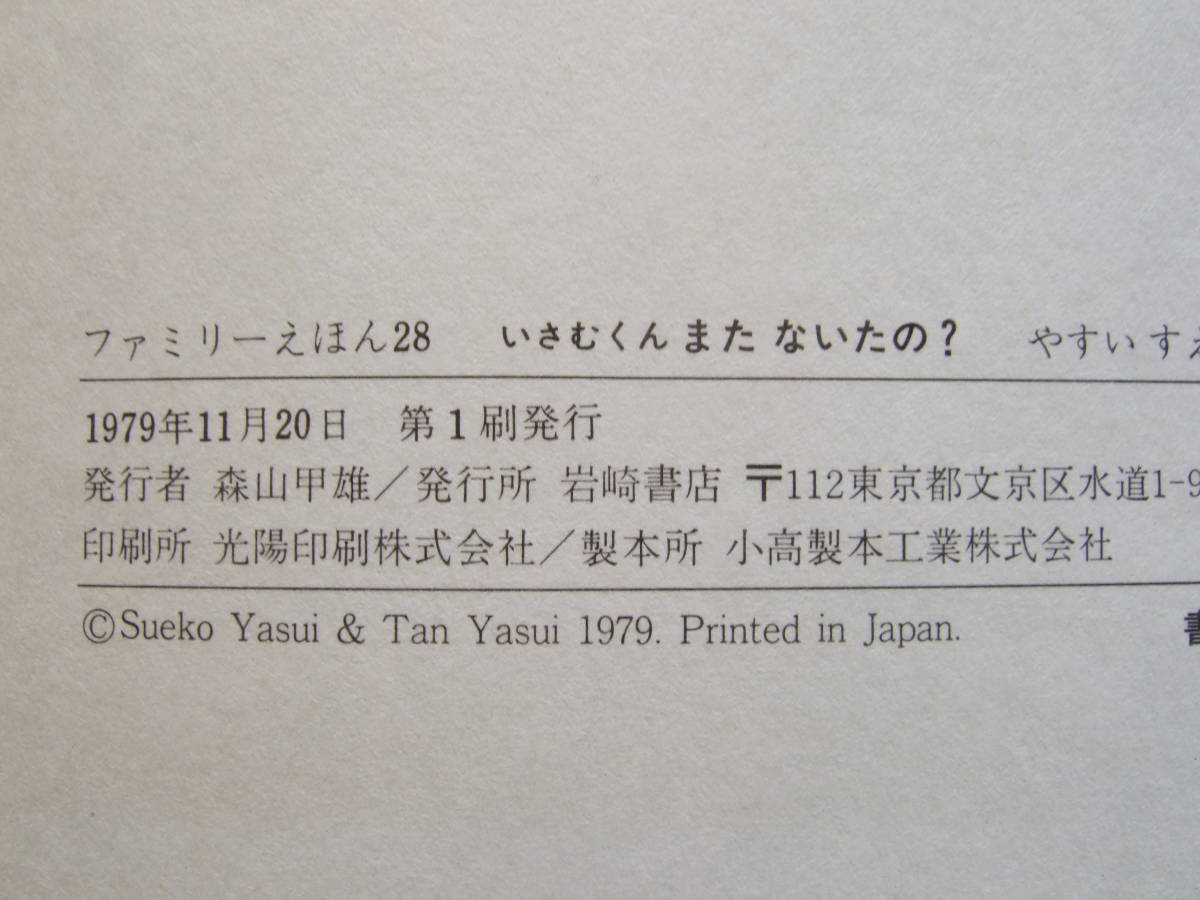 ファミリーえほん28 いさむくん また ないたの? やすい すえ
1979年11月20日 第1刷発行
発行者 森山甲雄/発行所 岩崎書店 〒112東京都文京区水道1-9
印刷所 光陽印刷株式会社/製本所 小高製本工業株式会社
©Sueko Yasui & Tan Yasui 1979. Printed in Japan. 書